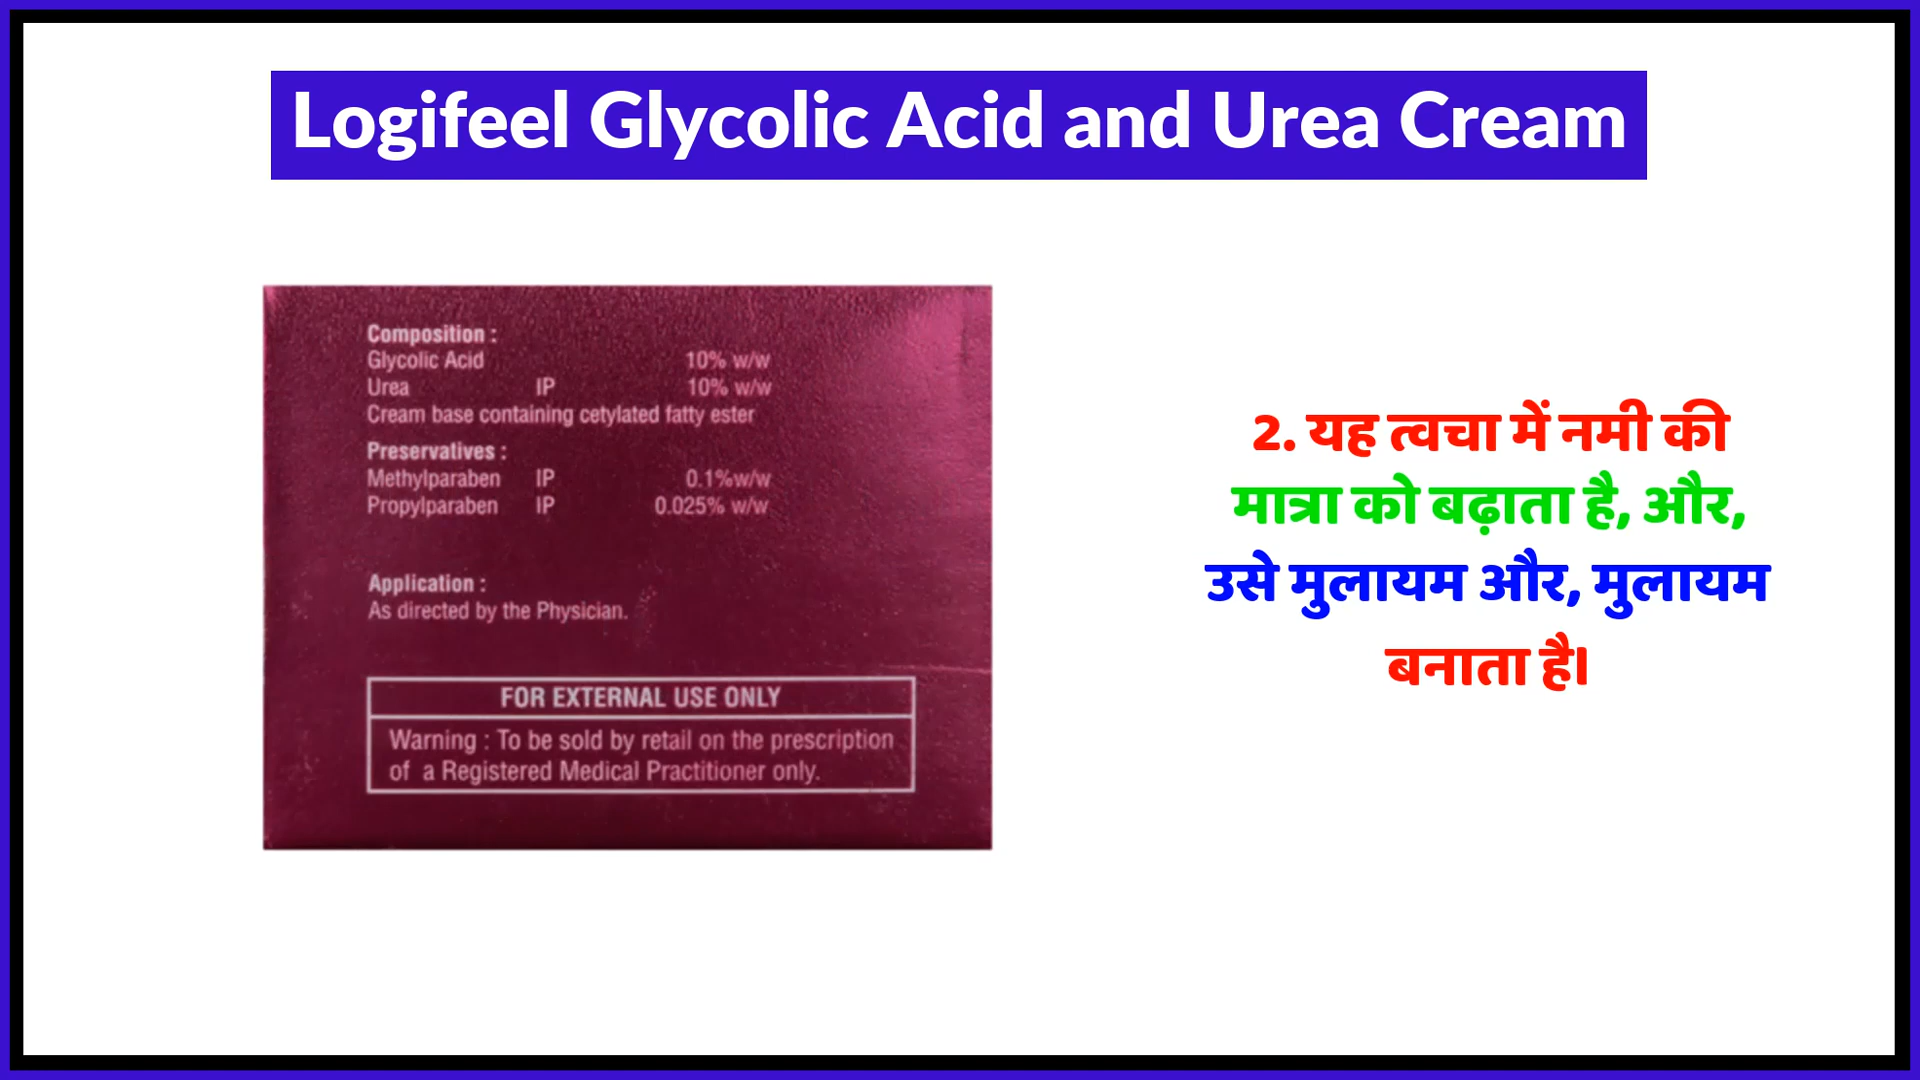 Logifeel Glycolic Acid and Urea Cream
Composition :
Glycolic Acid 10% w/w
Urea IP 10% w/w
Cream base containing cetylated fatty ester
Preservatives :
Methylparaben IP 0.1%w/w
Propylparaben IP 0.025% w/w
Application :
As directed by the Physician.
FOR EXTERNAL USE ONLY
Warning : To be sold by retail on the prescription
of a Registered Medical Practitioner only.
2. यह त्वचा में नमी की
मात्रा को बढ़ाता है, और,
उसे मुलायम और, मुलायम
बनाता है।